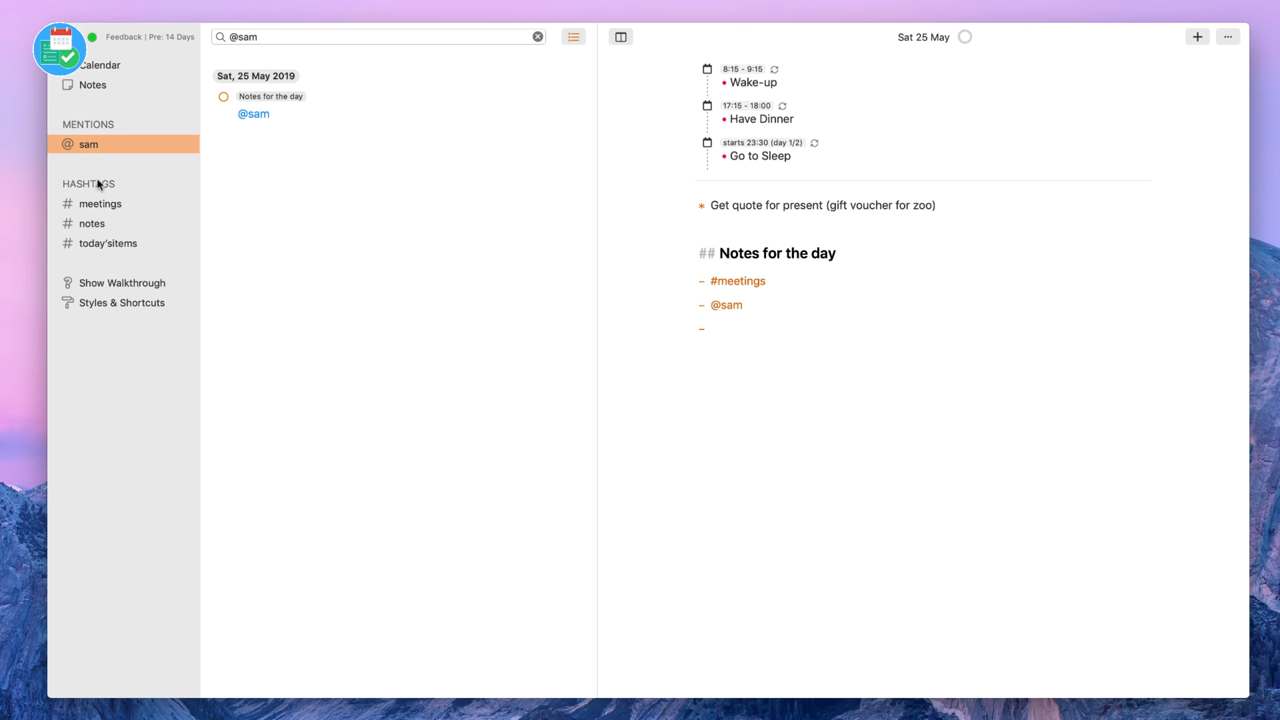 Feedback | Pre: 14 Days
Calendar
Notes
MENTIONS
@ sam
HASHTAGS
# meetings
# notes
# today'sitems
Show Walkthrough
Styles & Shortcuts
@sam
Sat, 25 May 2019
Notes for the day
@sam
Sat 25 May
8:15 - 9:15
• Wake-up
17:15 - 18:00
• Have Dinner
starts 23:30 (day 1/2)
• Go to Sleep
* Get quote for present (gift voucher for zoo)
## Notes for the day
– #meetings
– @sam
–